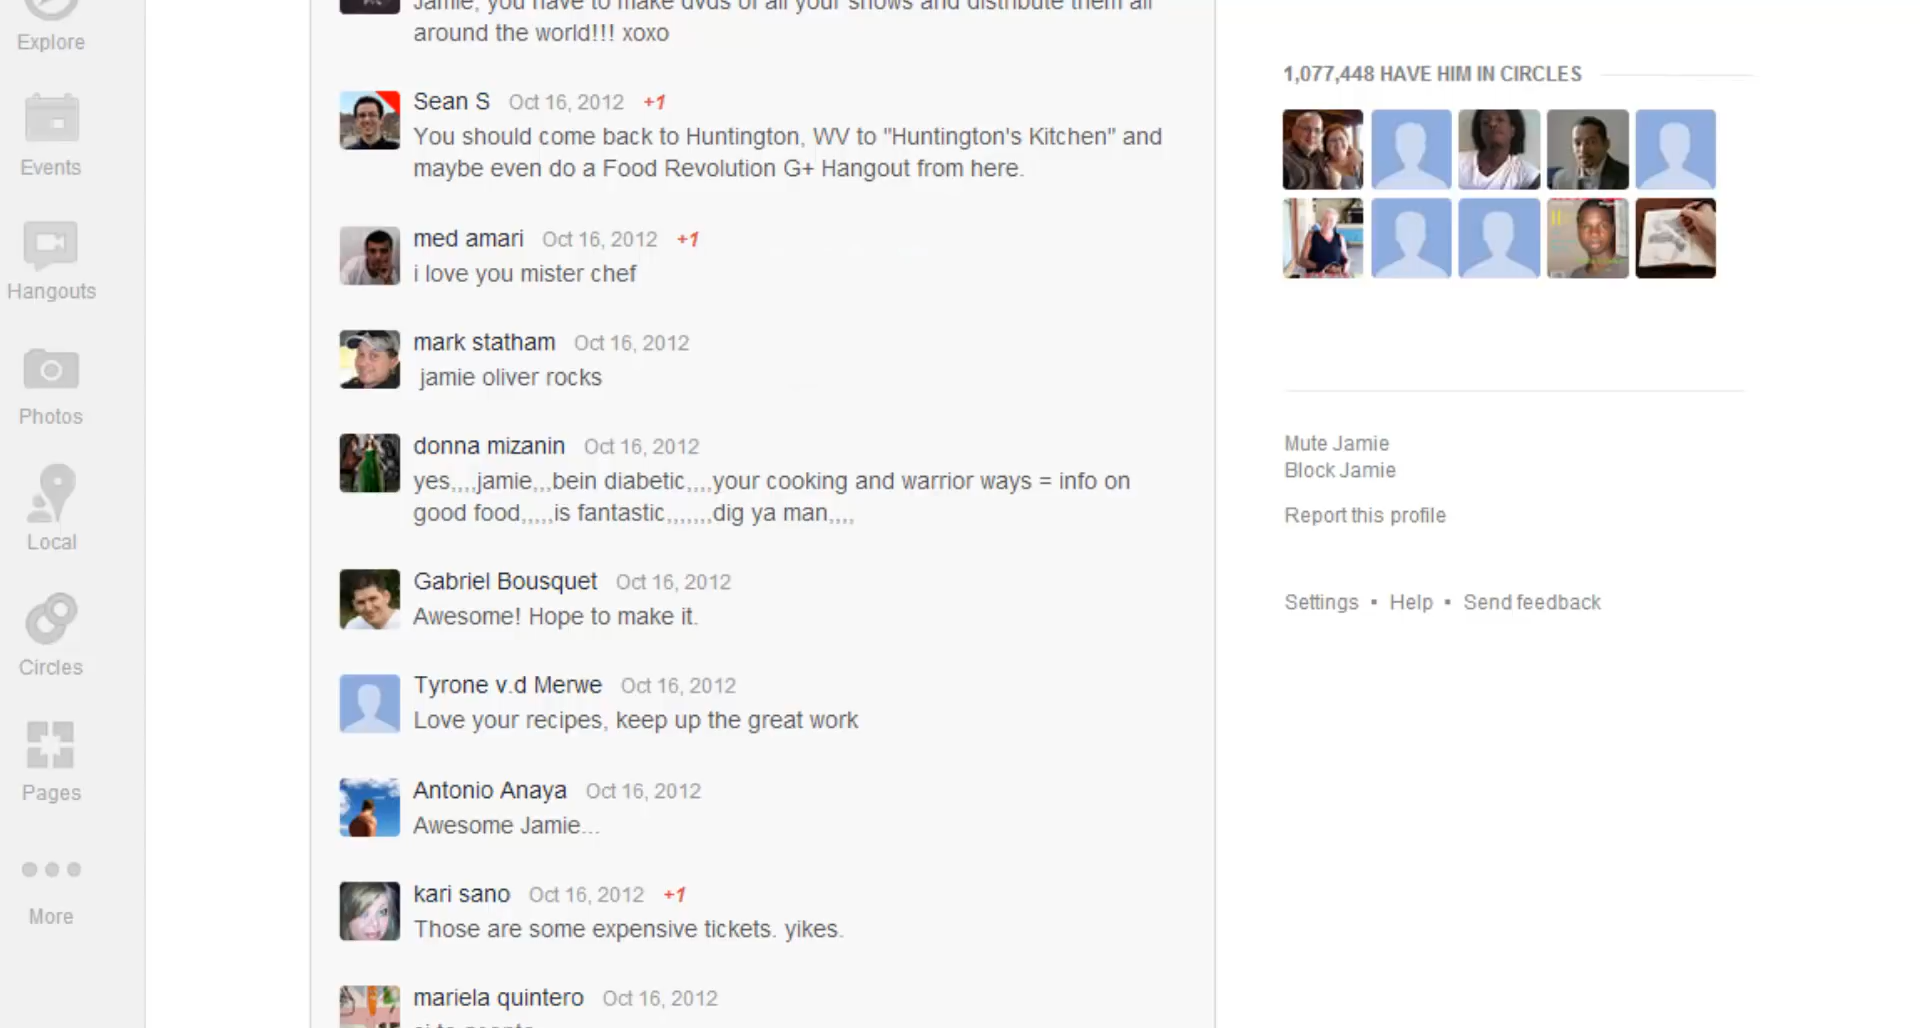 Explore
Events
Hangouts
Photos
Local
Circles
Pages
More
Jamie, you have to make dvds of all your shows and distribute them all
around the world!!! xoxo
Sean S Oct 16, 2012 +1
You should come back to Huntington, WV to "Huntington's Kitchen" and
maybe even do a Food Revolution G+ Hangout from here.
med amari Oct 16, 2012 +1
i love you mister chef
mark statham Oct 16, 2012
jamie oliver rocks
donna mizanin Oct 16, 2012
yes,,,,jamie,,,bein diabetic,,,,your cooking and warrior ways = info on
good food,,,,,is fantastic,,,,,,,dig ya man,,,,
Gabriel Bousquet Oct 16, 2012
Awesome! Hope to make it.
Tyrone v.d Merwe Oct 16, 2012
Love your recipes, keep up the great work
Antonio Anaya Oct 16, 2012
Awesome Jamie...
kari sano Oct 16, 2012 +1
Those are some expensive tickets. yikes.
mariela quintero Oct 16, 2012
1,077,448 HAVE HIM IN CIRCLES
Mute Jamie
Block Jamie
Report this profile
Settings • Help • Send feedback